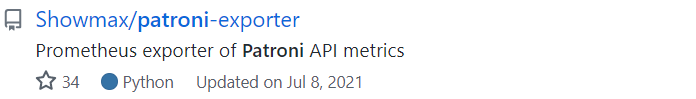 Showmax/patroni-exporter
Prometheus exporter of Patroni API metrics
34 Python Updated on Jul 8, 2021